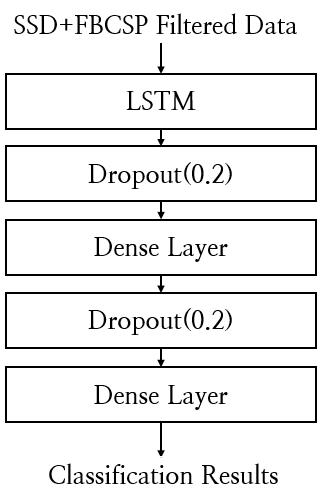 SSD+FBCSP Filtered Data
LSTM
Dropout(0.2)
Dense Layer
Dropout(0.2)
Dense Layer
Classification Results